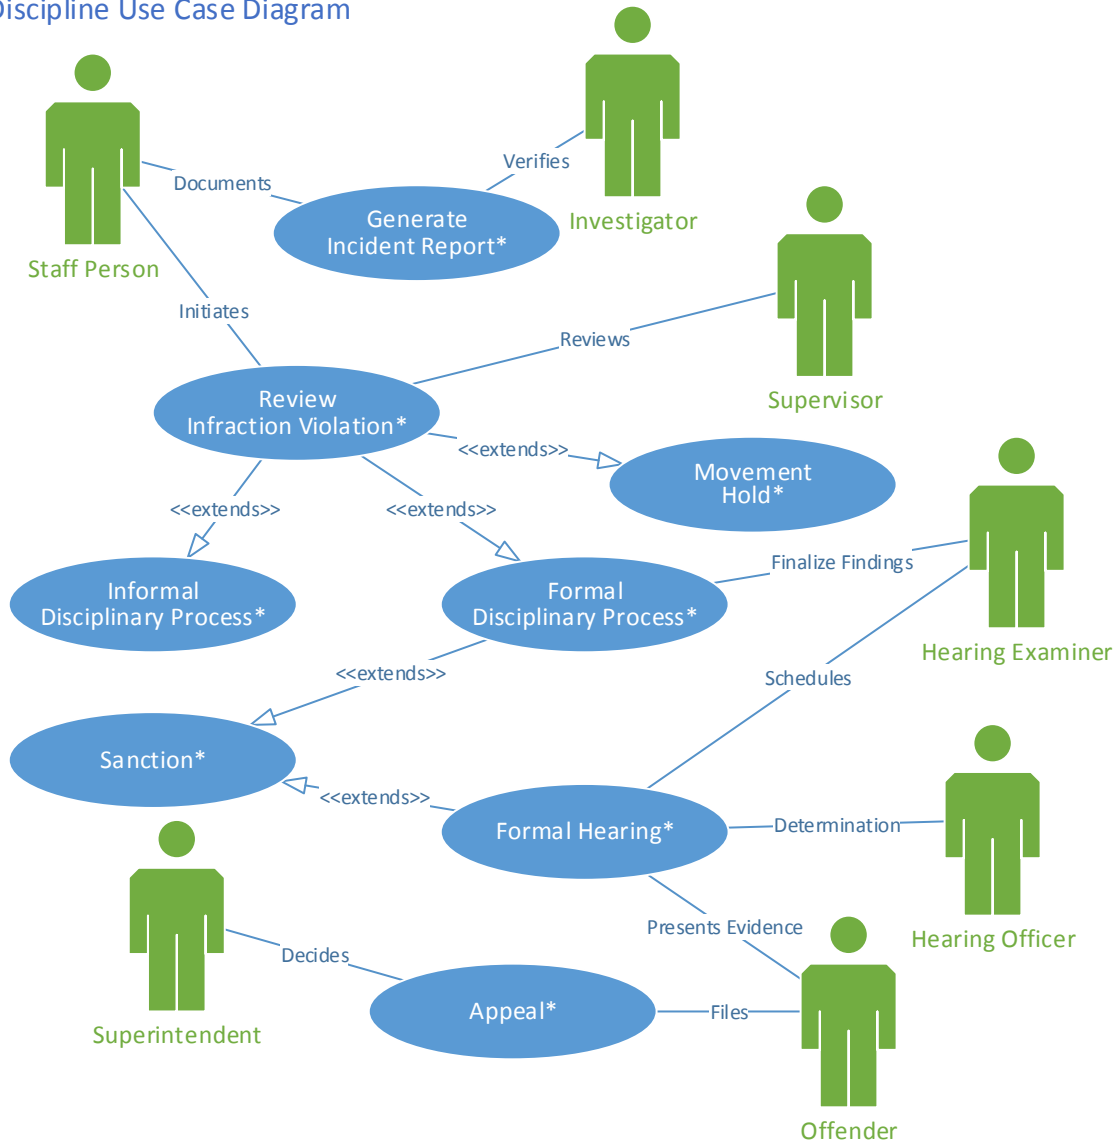 Discipline Use Case Diagram
Documents
Verifies
Generate
Incident Report*
Investigator
Staff Person
Initiates
Reviews
Review
Infraction Violation*
Supervisor
<<extends>>
Movement
Hold*
<<extends>>
<<extends>>
Informal
Disciplinary Process*
Formal
Disciplinary Process*
Finalize Findings
Hearing Examiner
<<extends>>
Schedules
Sanction*
<<extends>>
Formal Hearing*
Determination
Presents Evidence
Hearing Officer
Decides
Appeal*
Files
Superintendent
Offender